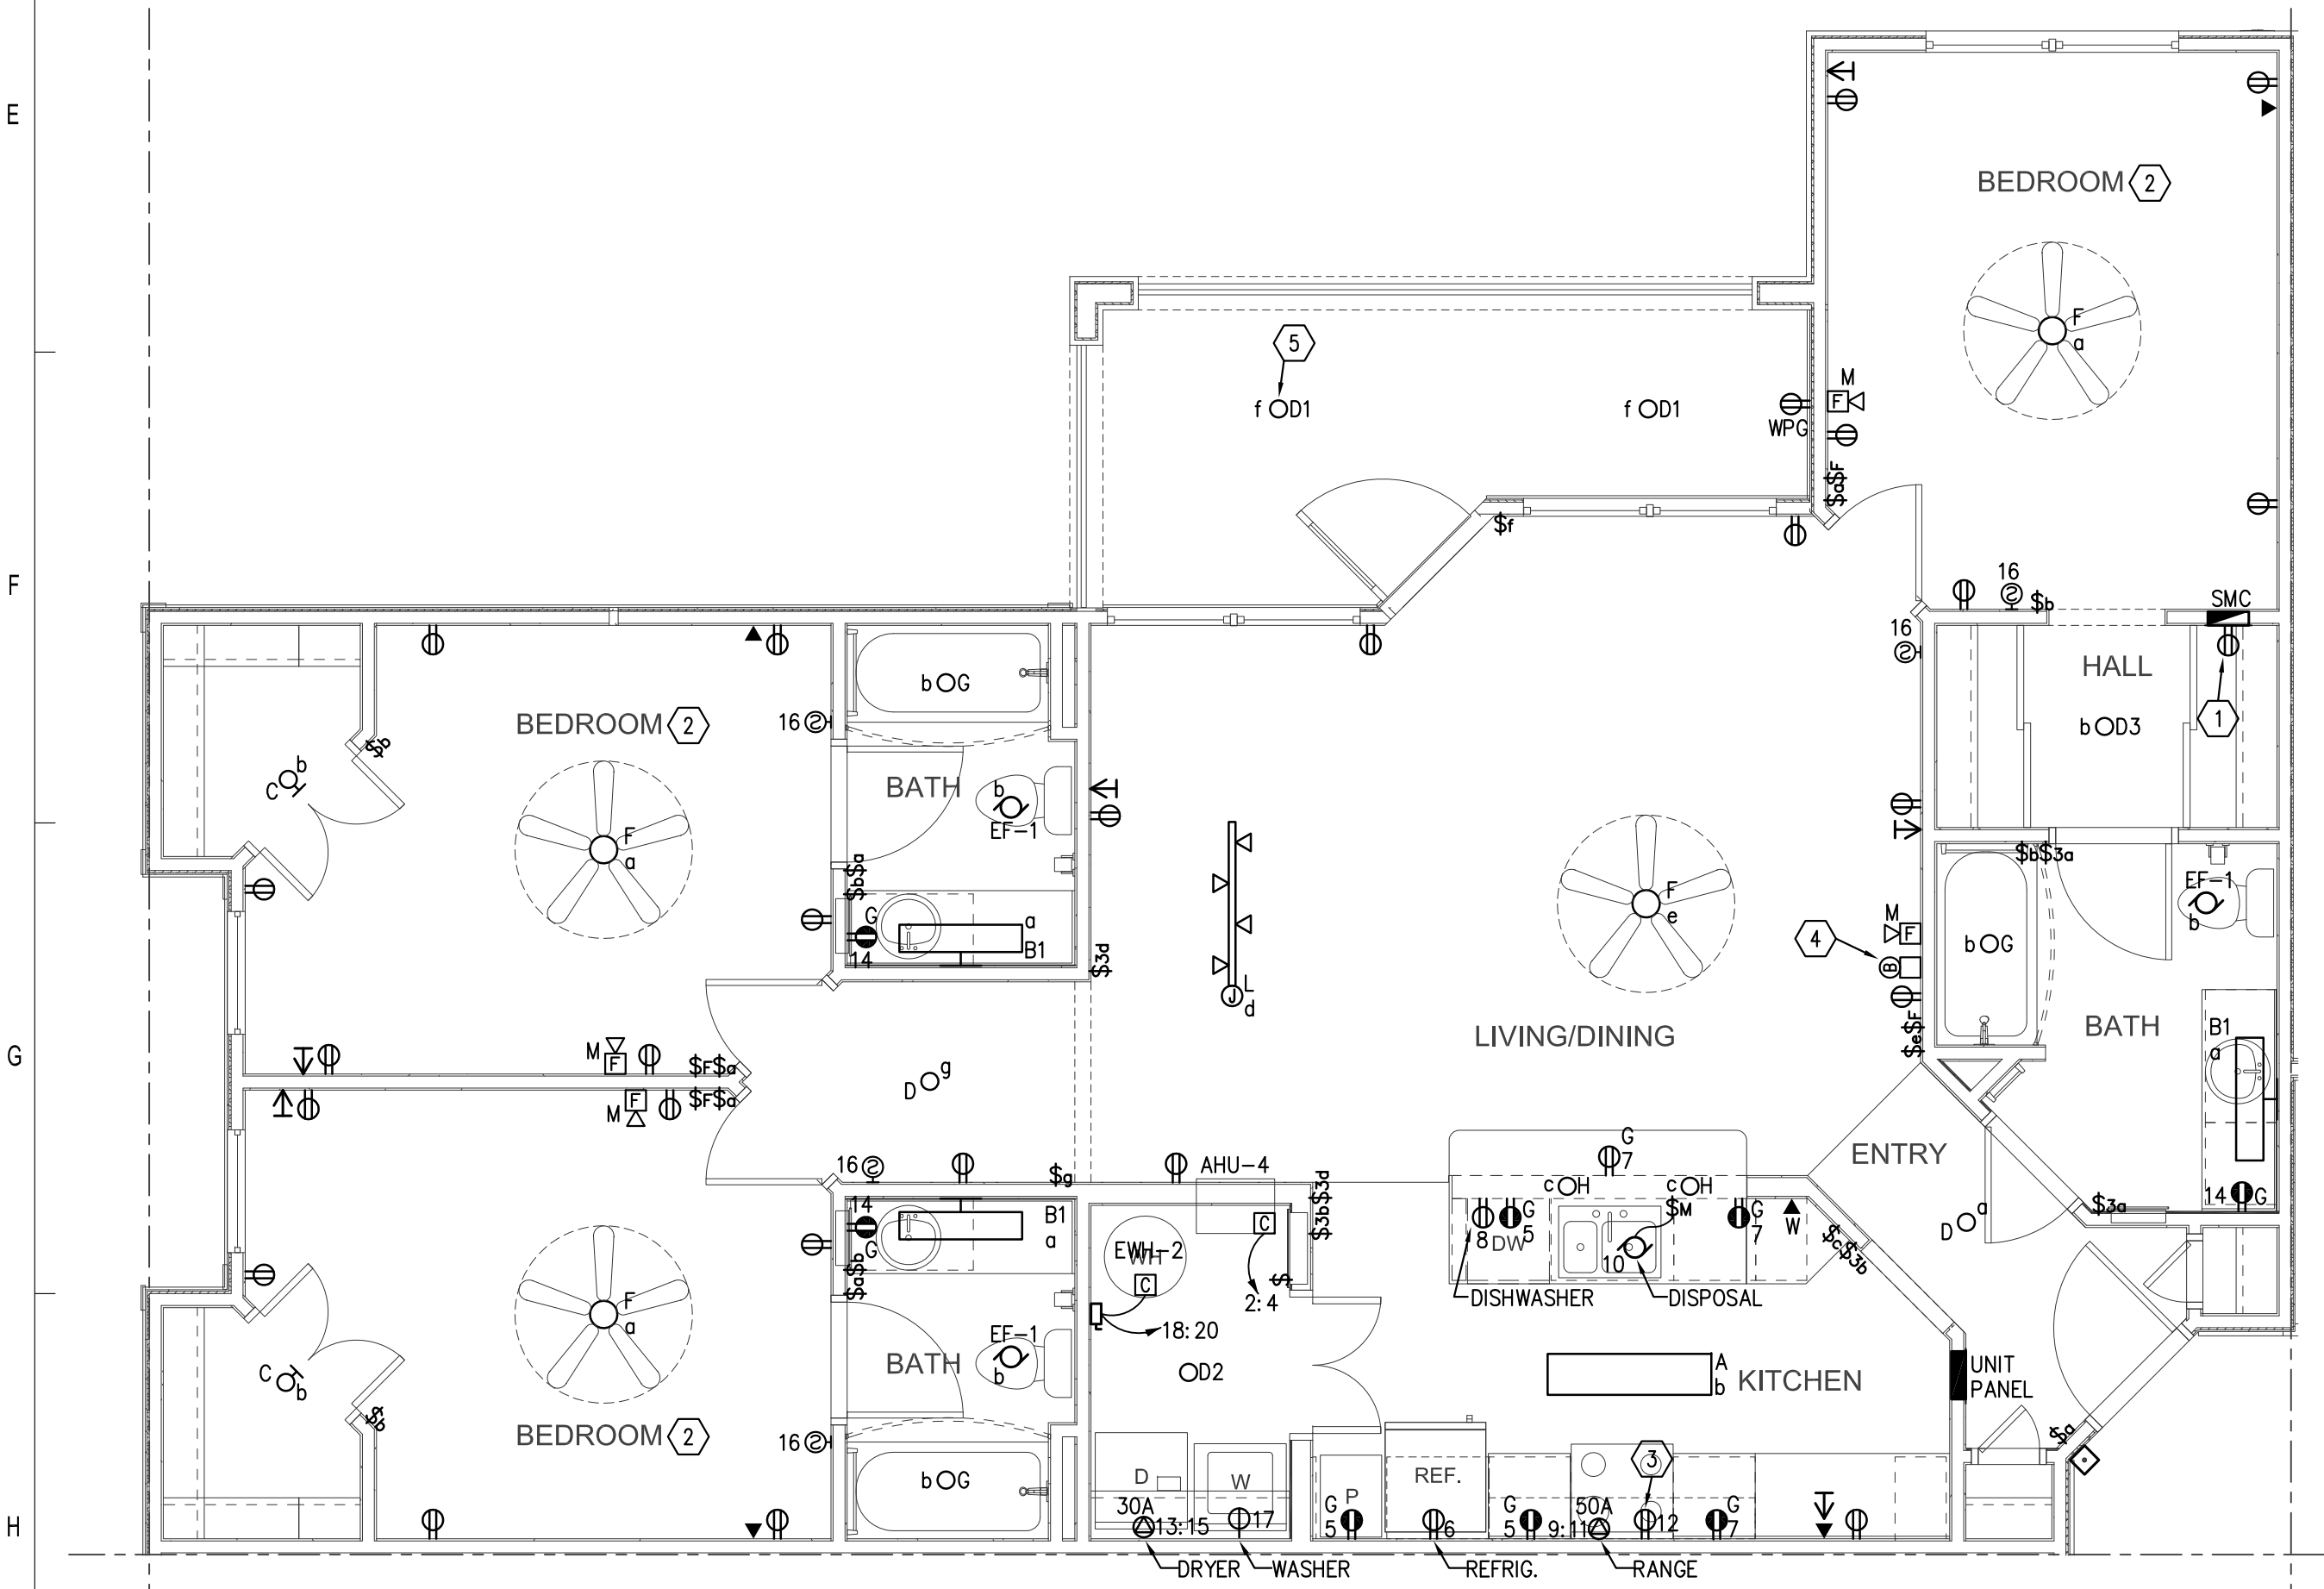 E
BEDROOM 2
F
a
5
M
f D1
f D1
F
WPG
$a$F
$f
F
16
$b
SMC
16
HALL
b G
1
BEDROOM 2
16
b D3
$b
b
C
BATH
b
EF-1
F
a
$b$3a
F
e
EF-1
b
$b$a
G
a
B1
14
M
F
4
B
b G
$3d
J
L
d
$e$F
BATH
B1
a
G
LIVING/DINING
M
F
$F$a
D g
M
F
$F$a
ENTRY
G
7
16
$g
AHU-4
c H
c H
$3b$3d
$M
W
14 G
$3a
D a
14
G
B1
a
C
EWH-2
WH
C
8
DW
G
5
10
G
7
$c$3b
$a$b
$
2:4
DISHWASHER
DISPOSAL
18:20
F
a
EF-1
b
BATH
D2
A
b
KITCHEN
UNIT
PANEL
C
b
$b
BEDROOM 2
16
$a
b G
D
W
REF.
3
P
H
30A
13:15
17
G
5
6
G
5
50A
9:11
12
G
7
DRYER
WASHER
REFRIG.
RANGE